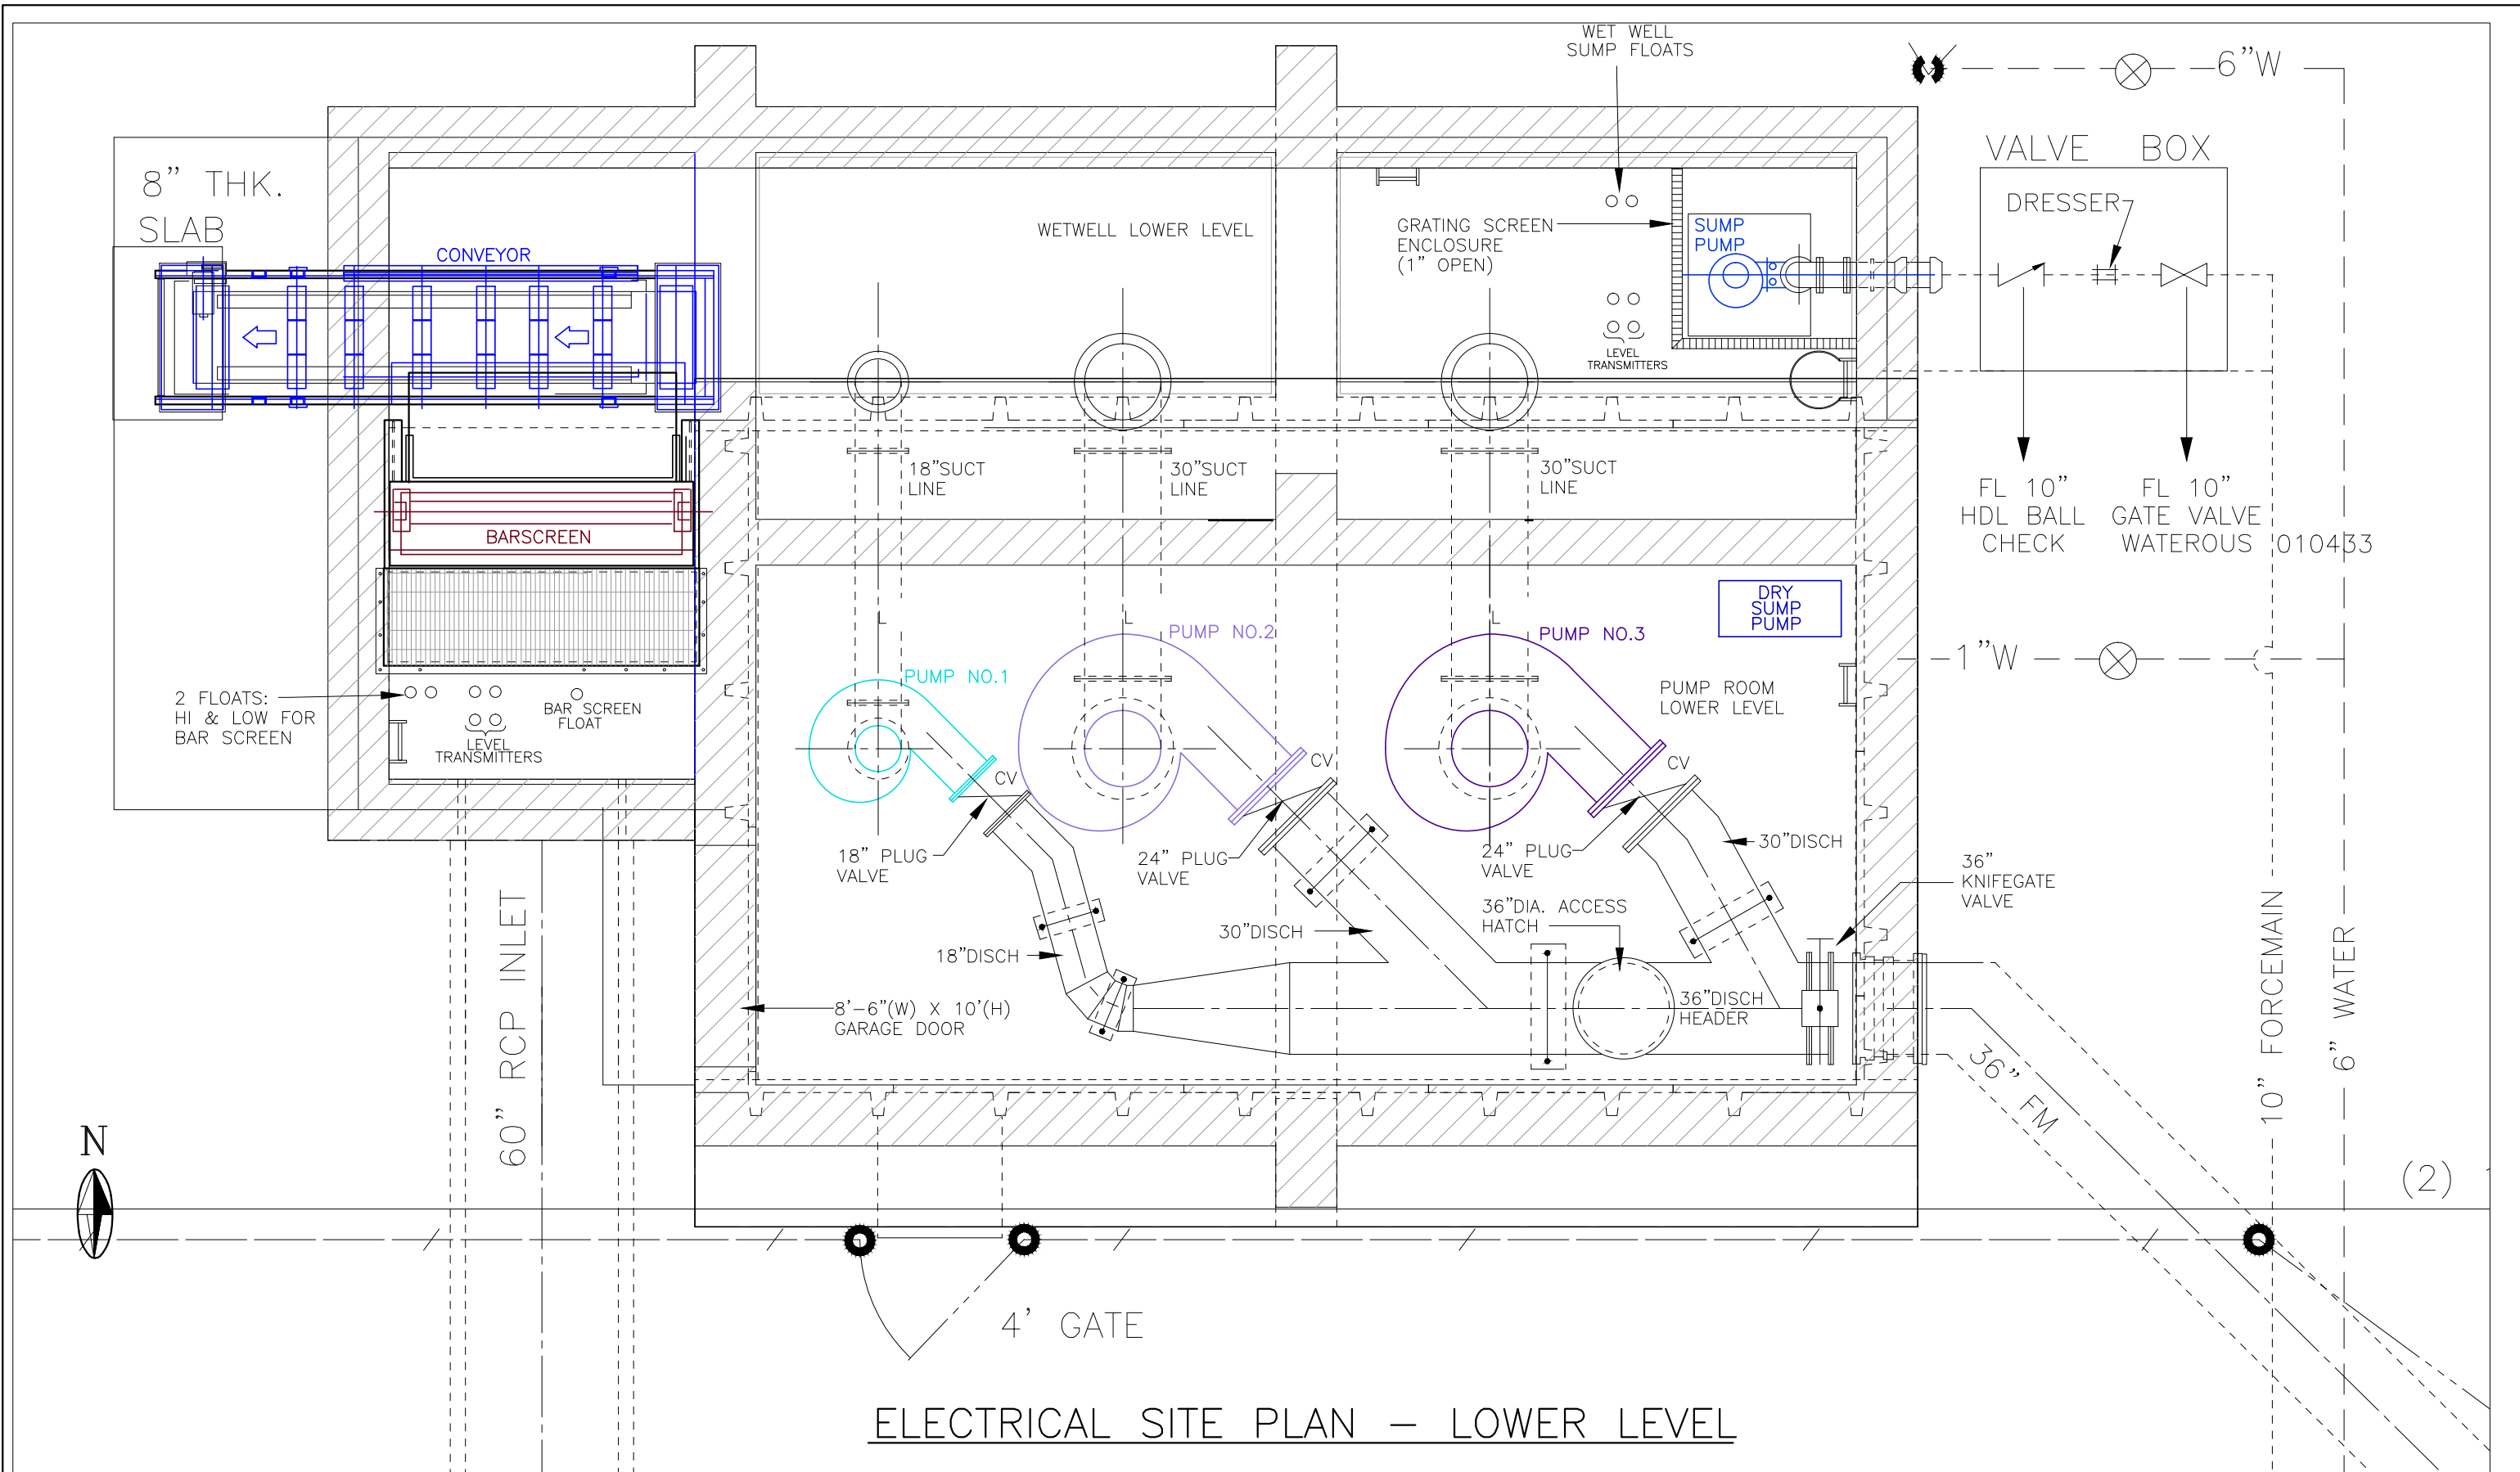 WET WELL
SUMP FLOATS
6"W
8" THK.
SLAB
VALVE BOX
DRESSER
CONVEYOR
WETWELL LOWER LEVEL
GRATING SCREEN
ENCLOSURE
(1" OPEN)
SUMP
PUMP
LEVEL
TRANSMITTERS
18"SUCT
LINE
30"SUCT
LINE
30"SUCT
LINE
FL 10"
HDL BALL
CHECK
FL 10"
GATE VALVE
WATEROUS 010433
BARSCREEN
DRY
SUMP
PUMP
L
L
L
PUMP NO.1
PUMP NO.2
PUMP NO.3
1"W
PUMP ROOM
LOWER LEVEL
2 FLOATS:
HI & LOW FOR
BAR SCREEN
BAR SCREEN
FLOAT
LEVEL
TRANSMITTERS
CV
CV
CV
18" PLUG
VALVE
24" PLUG
VALVE
24" PLUG
VALVE
30"DISCH
36"
KNIFEGATE
VALVE
36"DIA. ACCESS
HATCH
30"DISCH
18"DISCH
36"DISCH
HEADER
8'-6"(W) X 10'(H)
GARAGE DOOR
60" RCP INLET
10" FORCEMAIN
6" WATER
36" FM
N
(2)
4' GATE
ELECTRICAL SITE PLAN - LOWER LEVEL